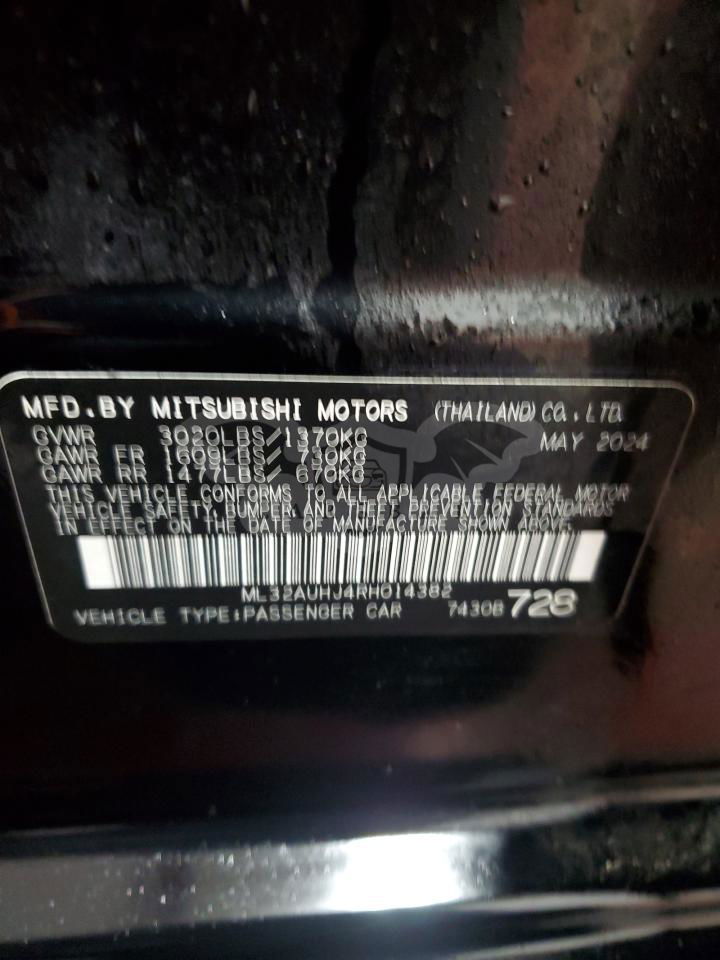 MFD.BY MITSUBISHI MOTORS (THAILAND) CO., LTD.
GVWR 3020LBS/1370KG MAY 2024
GAWR FR 1609LBS/ 730KG
GAWR RR 1477LBS/ 670KG
THIS VEHICLE CONFORMS TO ALL APPLICABLE FEDERAL MOTOR
VEHICLE SAFETY, BUMPER, AND THEFT PREVENTION STANDARDS
IN EFFECT ON THE DATE OF MANUFACTURE SHOWN ABOVE.
ML32AUHJ4RH014382
VEHICLE TYPE:PASSENGER CAR 7430B 728